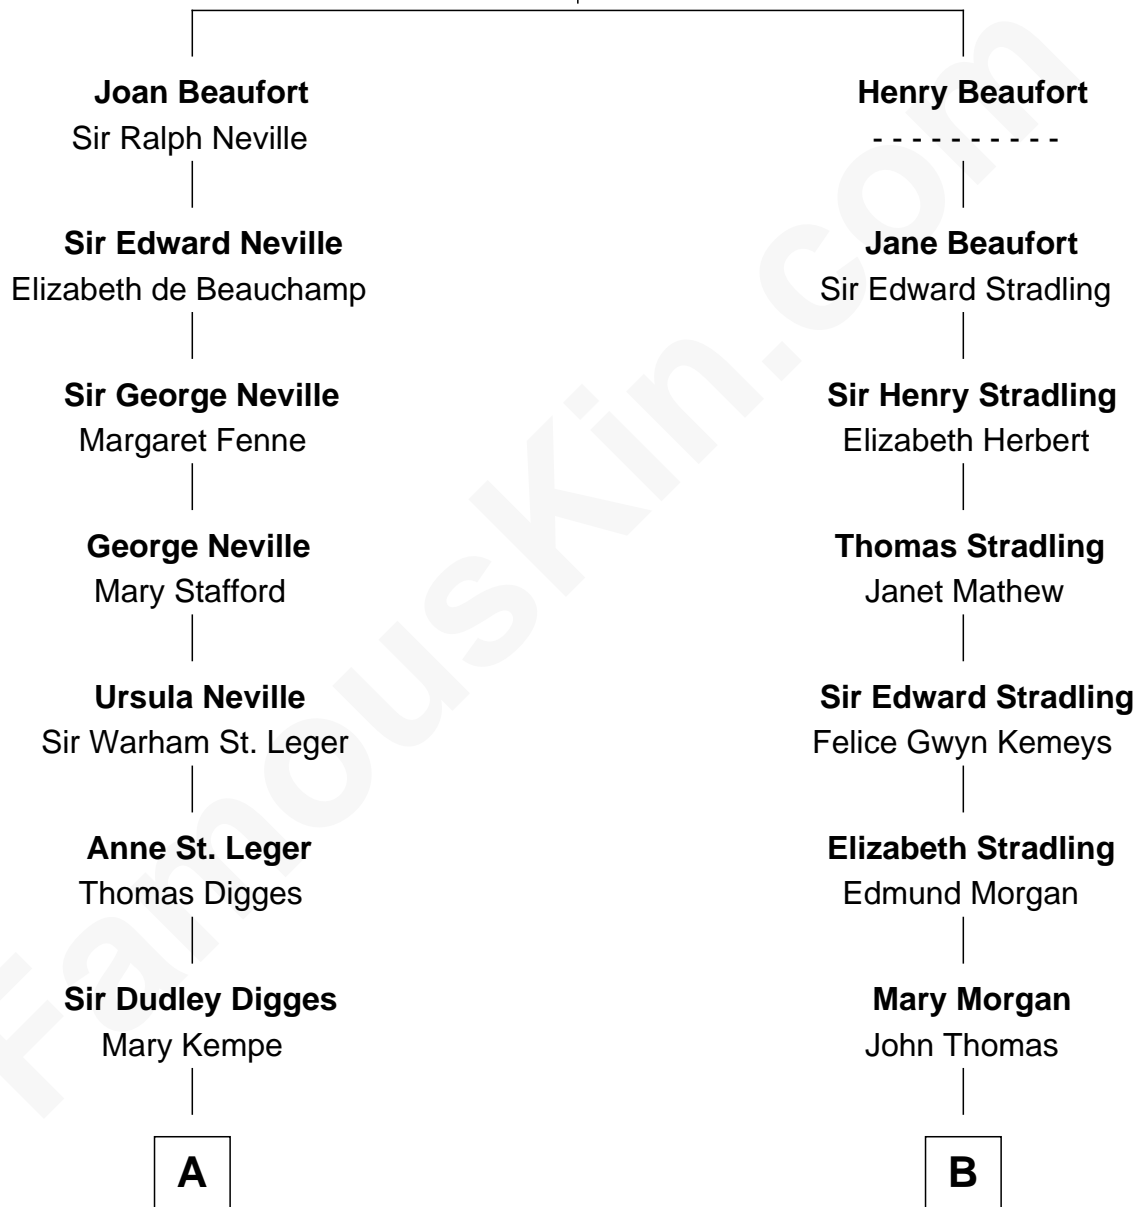 Joan Beaufort
Sir Ralph Neville
Sir Edward Neville
Elizabeth de Beauchamp
Sir George Neville
Margaret Fenne
George Neville
Mary Stafford
Ursula Neville
Sir Warham St. Leger
Anne St. Leger
Thomas Digges
Sir Dudley Digges
Mary Kempe
A
Henry Beaufort
- - - - - - - - - -
Jane Beaufort
Sir Edward Stradling
Sir Henry Stradling
Elizabeth Herbert
Thomas Stradling
Janet Mathew
Sir Edward Stradling
Felice Gwyn Kemeys
Elizabeth Stradling
Edmund Morgan
Mary Morgan
John Thomas
B
FamousKin.com